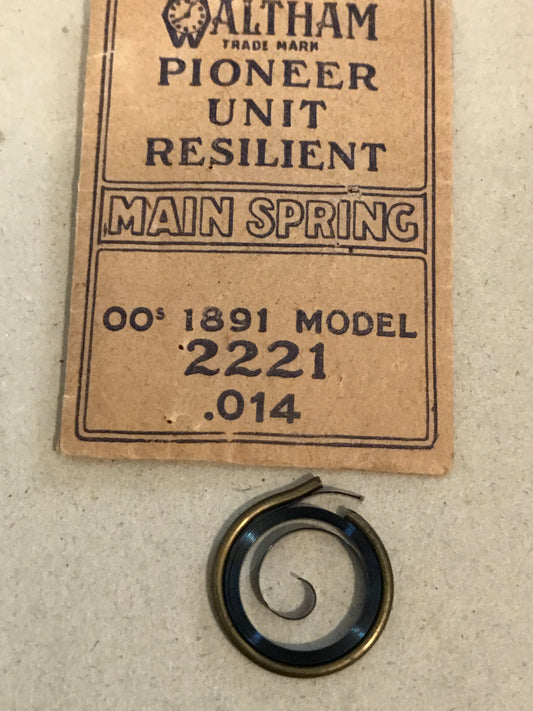 WALTHAM
TRADE MARK
PIONEER
UNIT
RESILIENT
MAIN SPRING
00s 1891 MODEL
2221
.014